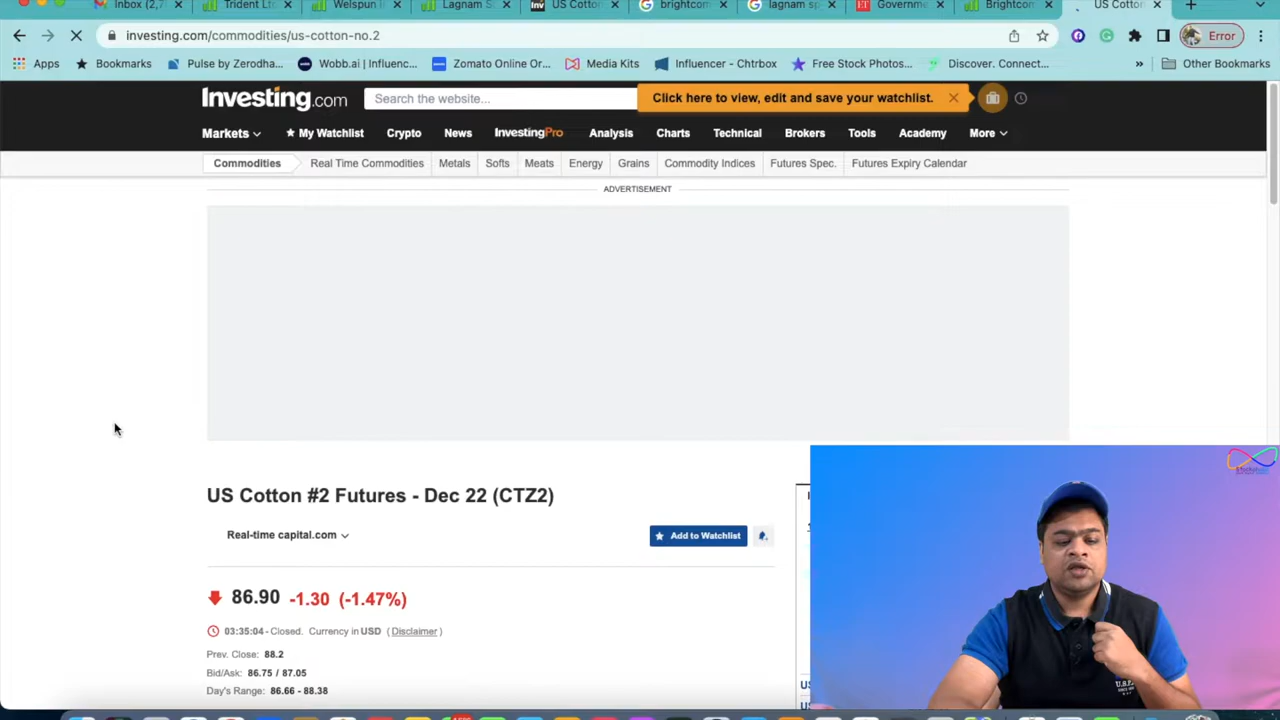 Inbox (2,7
Trident Lt
Welspun I
Lagnam S
US Cotton
brightcom
lagnam sp
Governme
Brightcom
US Cotton
investing.com/commodities/us-cotton-no.2
Error
Apps
Bookmarks
Pulse by Zerodha...
Wobb.ai | Influenc...
Zomato Online Or...
Media Kits
Influencer - Chtrbox
Free Stock Photos...
Discover. Connect...
»
Other Bookmarks
Investing.com
Search the website...
Click here to view, edit and save your watchlist.
Markets
My Watchlist
Crypto
News
InvestingPro
Analysis
Charts
Technical
Brokers
Tools
Academy
More
Commodities
Real Time Commodities
Metals
Softs
Meats
Energy
Grains
Commodity Indices
Futures Spec.
Futures Expiry Calendar
ADVERTISEMENT
US Cotton #2 Futures - Dec 22 (CTZ2)
Real-time capital.com
Add to Watchlist
86.90 -1.30 (-1.47%)
03:35:04 - Closed. Currency in USD ( Disclaimer )
Prev. Close: 88.2
Bid/Ask: 86.75 / 87.05
Day's Range: 86.66 - 88.38